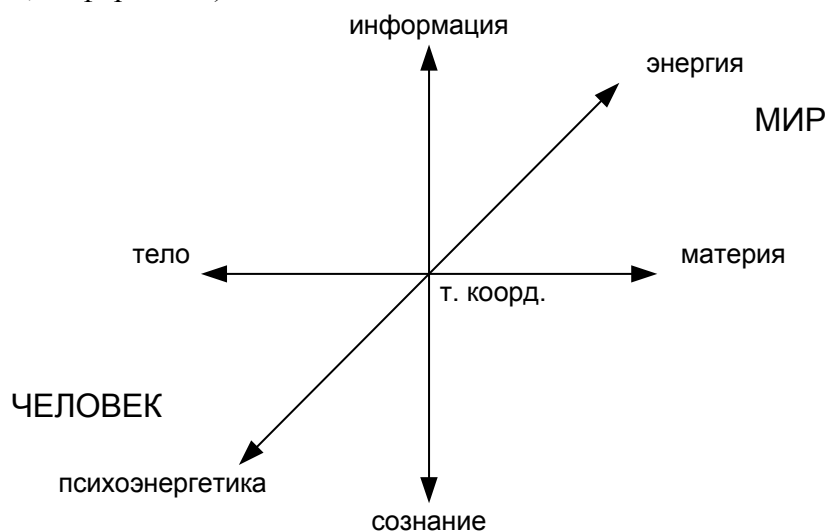 информация
энергия
МИР
тело
материя
т. коорд.
ЧЕЛОВЕК
психоэнергетика
сознание